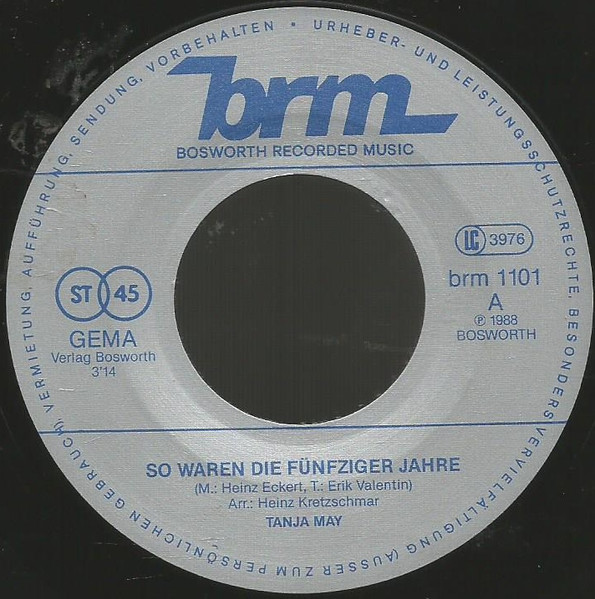 URHEBER- UND LEISTUNGSSCHUTZRECHTE, BESONDERS VERVIELFÄLTIGUNG (AUSSER ZUM PERSÖNLICHEN GEBRAUCH), VERMIETUNG, AUFFÜHRUNG, SENDUNG, VORBEHALTEN •
brm
BOSWORTH RECORDED MUSIC
LC 3976
brm 1101
A
℗ 1988
BOSWORTH
ST 45
GEMA
Verlag Bosworth
3'14
SO WAREN DIE FÜNFZIGER JAHRE
(M.: Heinz Eckert, T.: Erik Valentin)
Arr.: Heinz Kretzschmar
TANJA MAY